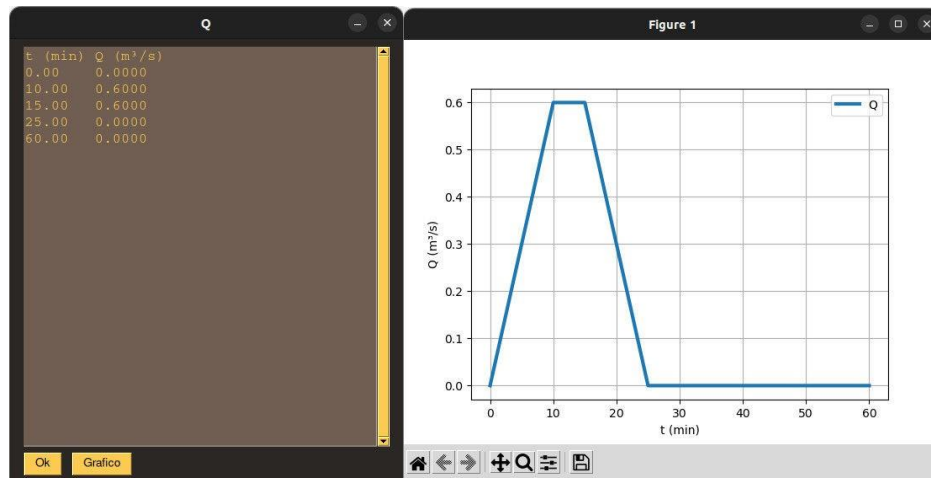 Q
t (min) Q (m³/s)
0.00 0.0000
10.00 0.6000
15.00 0.6000
25.00 0.0000
60.00 0.0000
Ok Grafico
Figure 1
Q
0.6
0.5
0.4
0.3
0.2
0.1
0.0
Q (m³/s)
0 10 20 30 40 50 60
t (min)